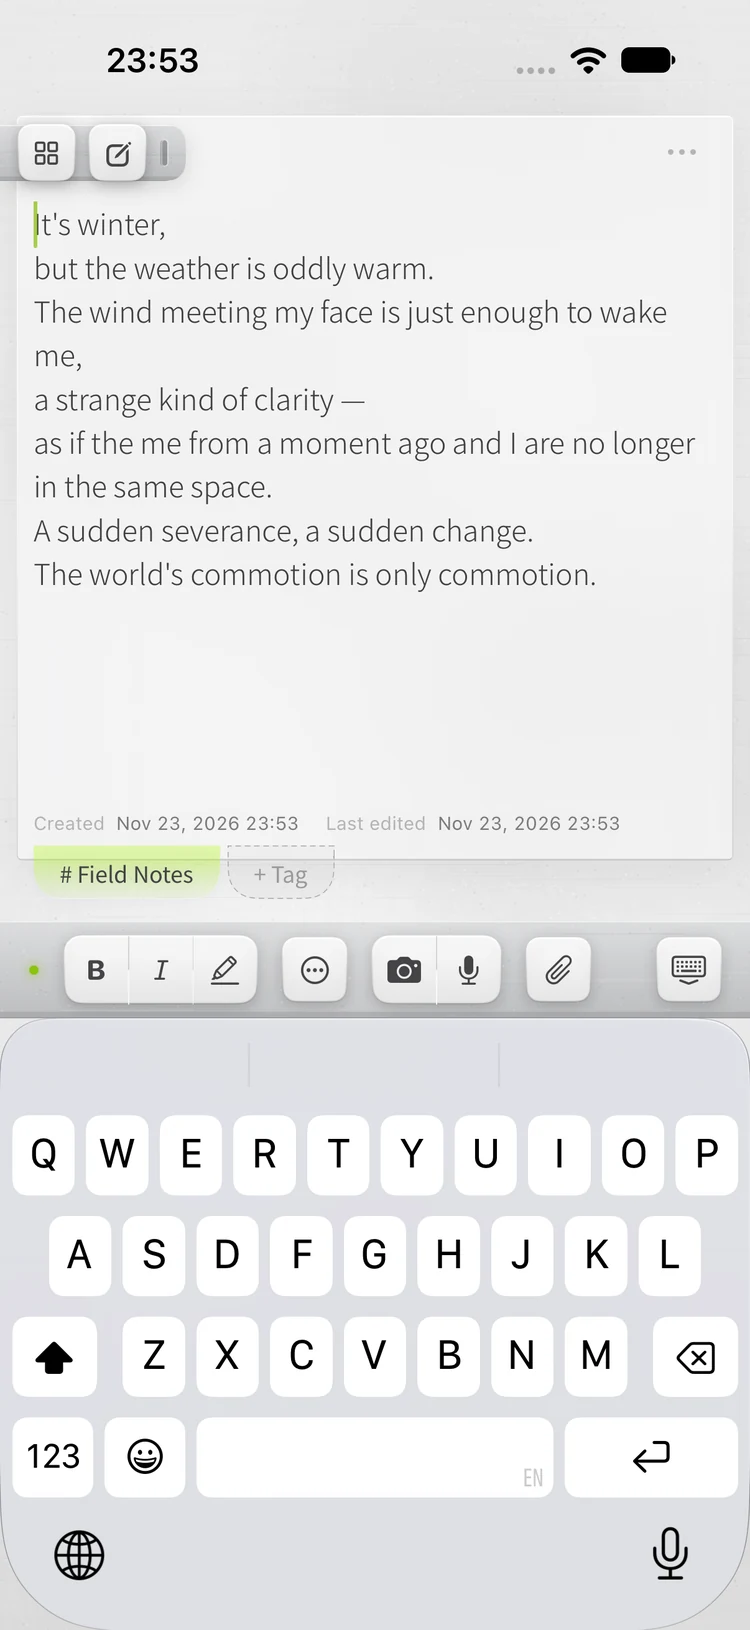 23:53
It's winter,
but the weather is oddly warm.
The wind meeting my face is just enough to wake
me,
a strange kind of clarity —
as if the me from a moment ago and I are no longer
in the same space.
A sudden severance, a sudden change.
The world's commotion is only commotion.
Created Nov 23, 2026 23:53 Last edited Nov 23, 2026 23:53
# Field Notes + Tag
B I
Q W E R T Y U I O P
A S D F G H J K L
Z X C V B N M
123
EN